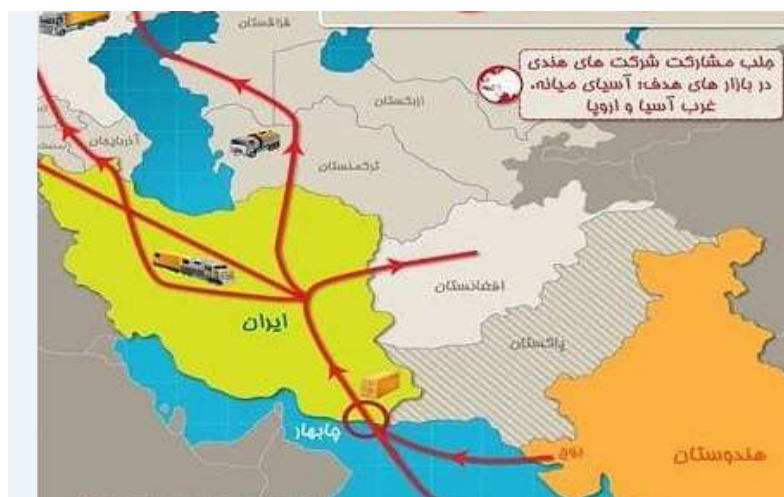 قزاقستان
جلب مشارکت شرکت های هندی
در بازار های هدف: آسیای میانه،
غرب آسیا و اروپا
ازبکستان
آذربایجان
ترکمنستان
افغانستان
ایران
پاکستان
چابهار
بوج
هندوستان